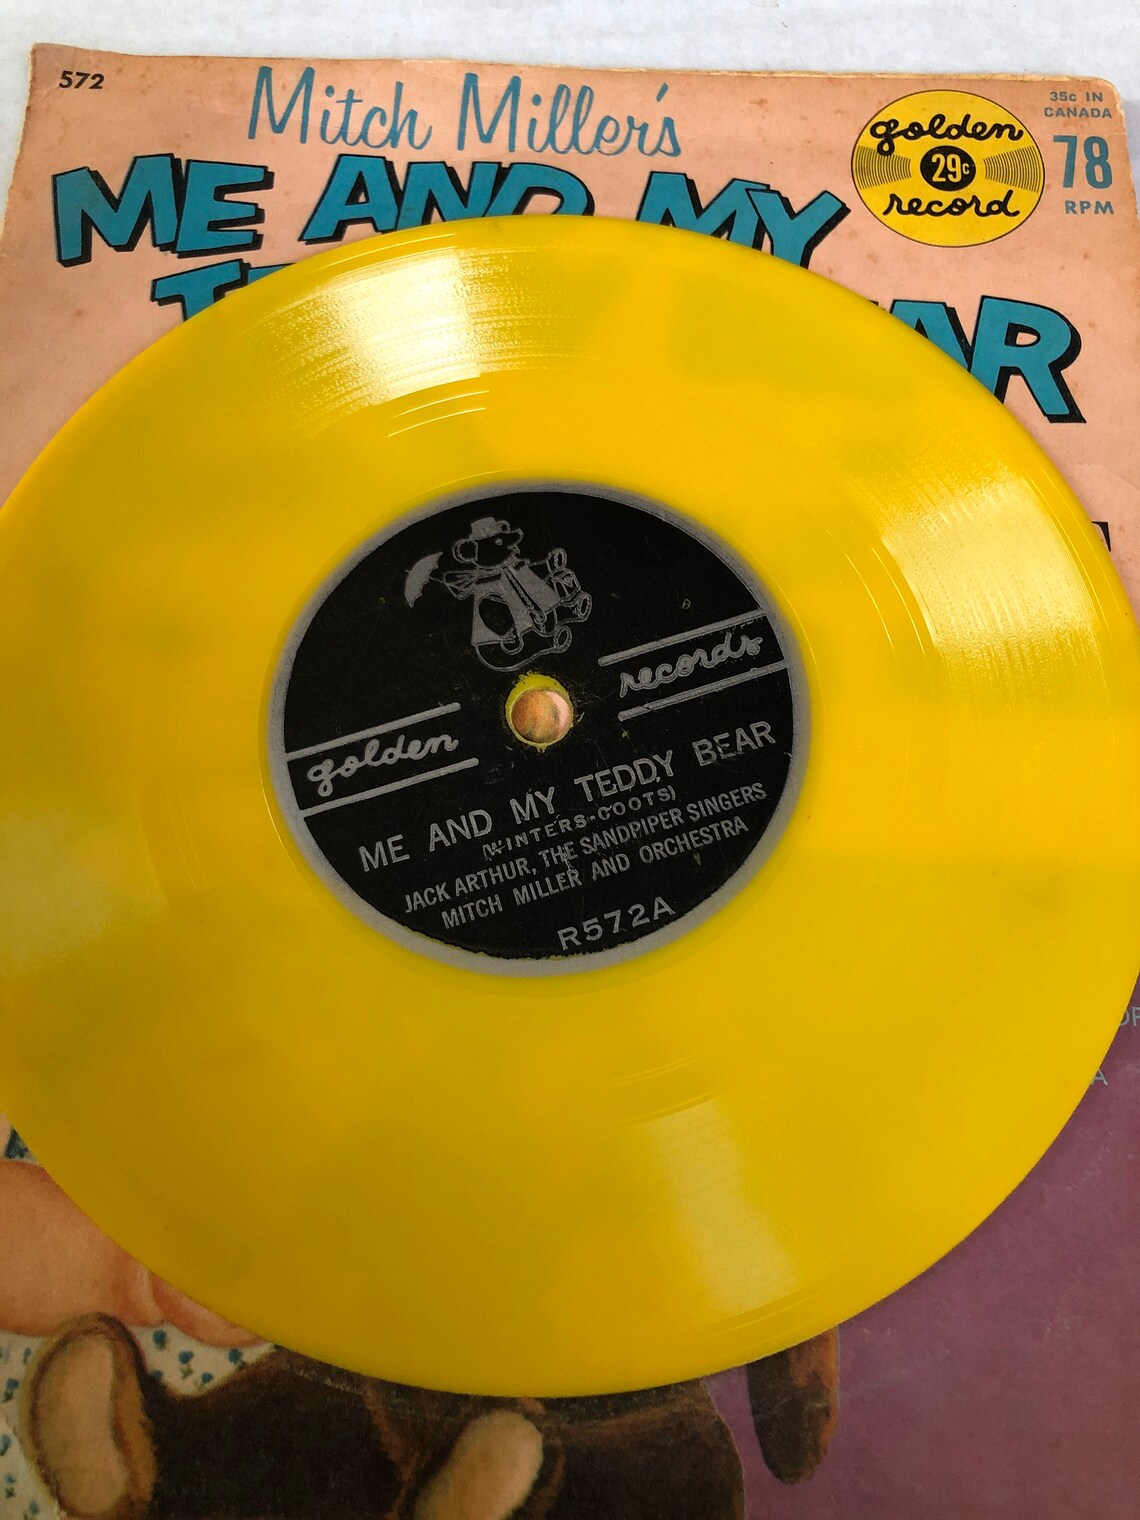 572
Mitch Miller's
ME AND MY
golden
29c
record
35c IN
CANADA
78
RPM
golden records
ME AND MY TEDDY BEAR
(WINTERS-COOTS)
JACK ARTHUR, THE SANDPIPER SINGERS
MITCH MILLER AND ORCHESTRA
R572A